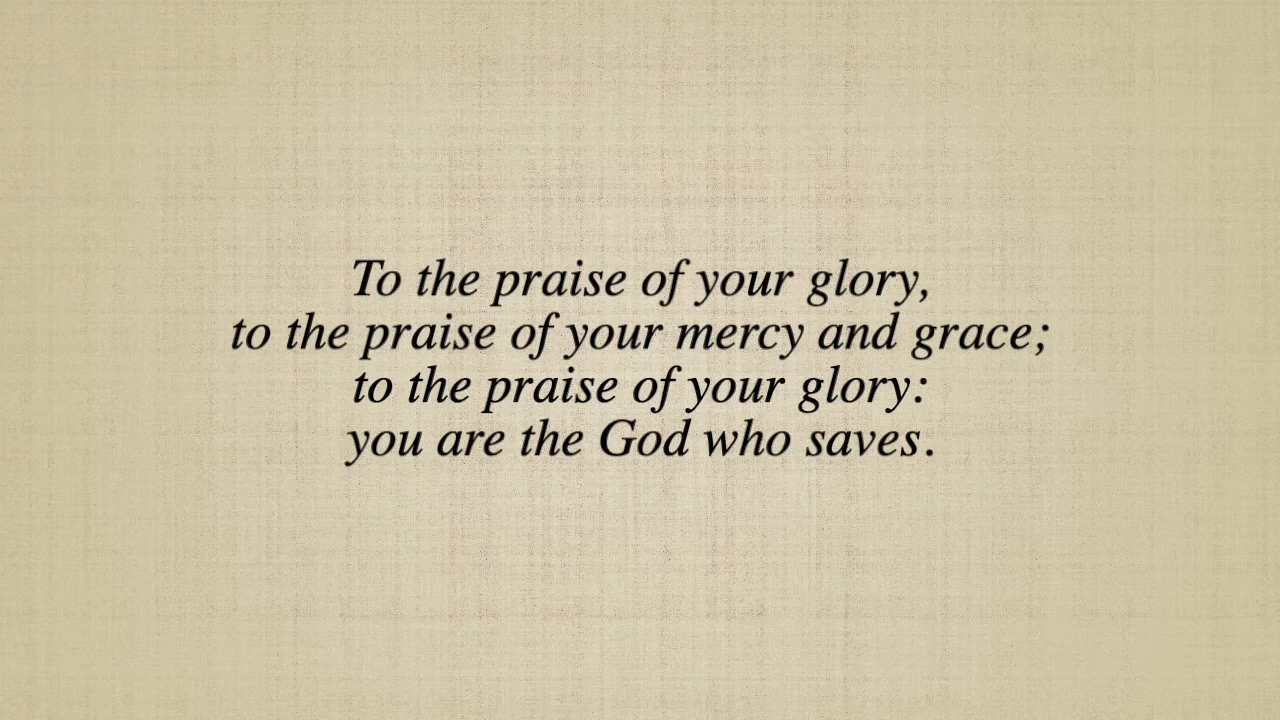 To the praise of your glory,
to the praise of your mercy and grace;
to the praise of your glory:
you are the God who saves.